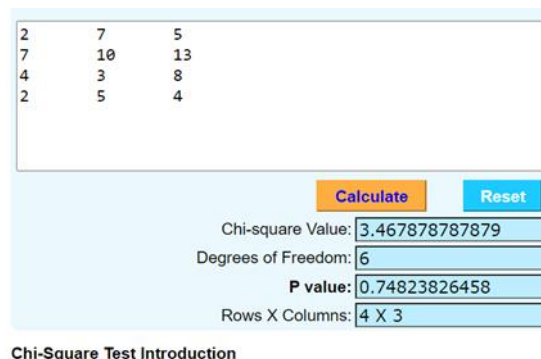 2 7 5
7 10 13
4 3 8
2 5 4
Calculate Reset
Chi-square Value: 3.467878787879
Degrees of Freedom: 6
P value: 0.74823826458
Rows X Columns: 4 X 3
Chi-Square Test Introduction